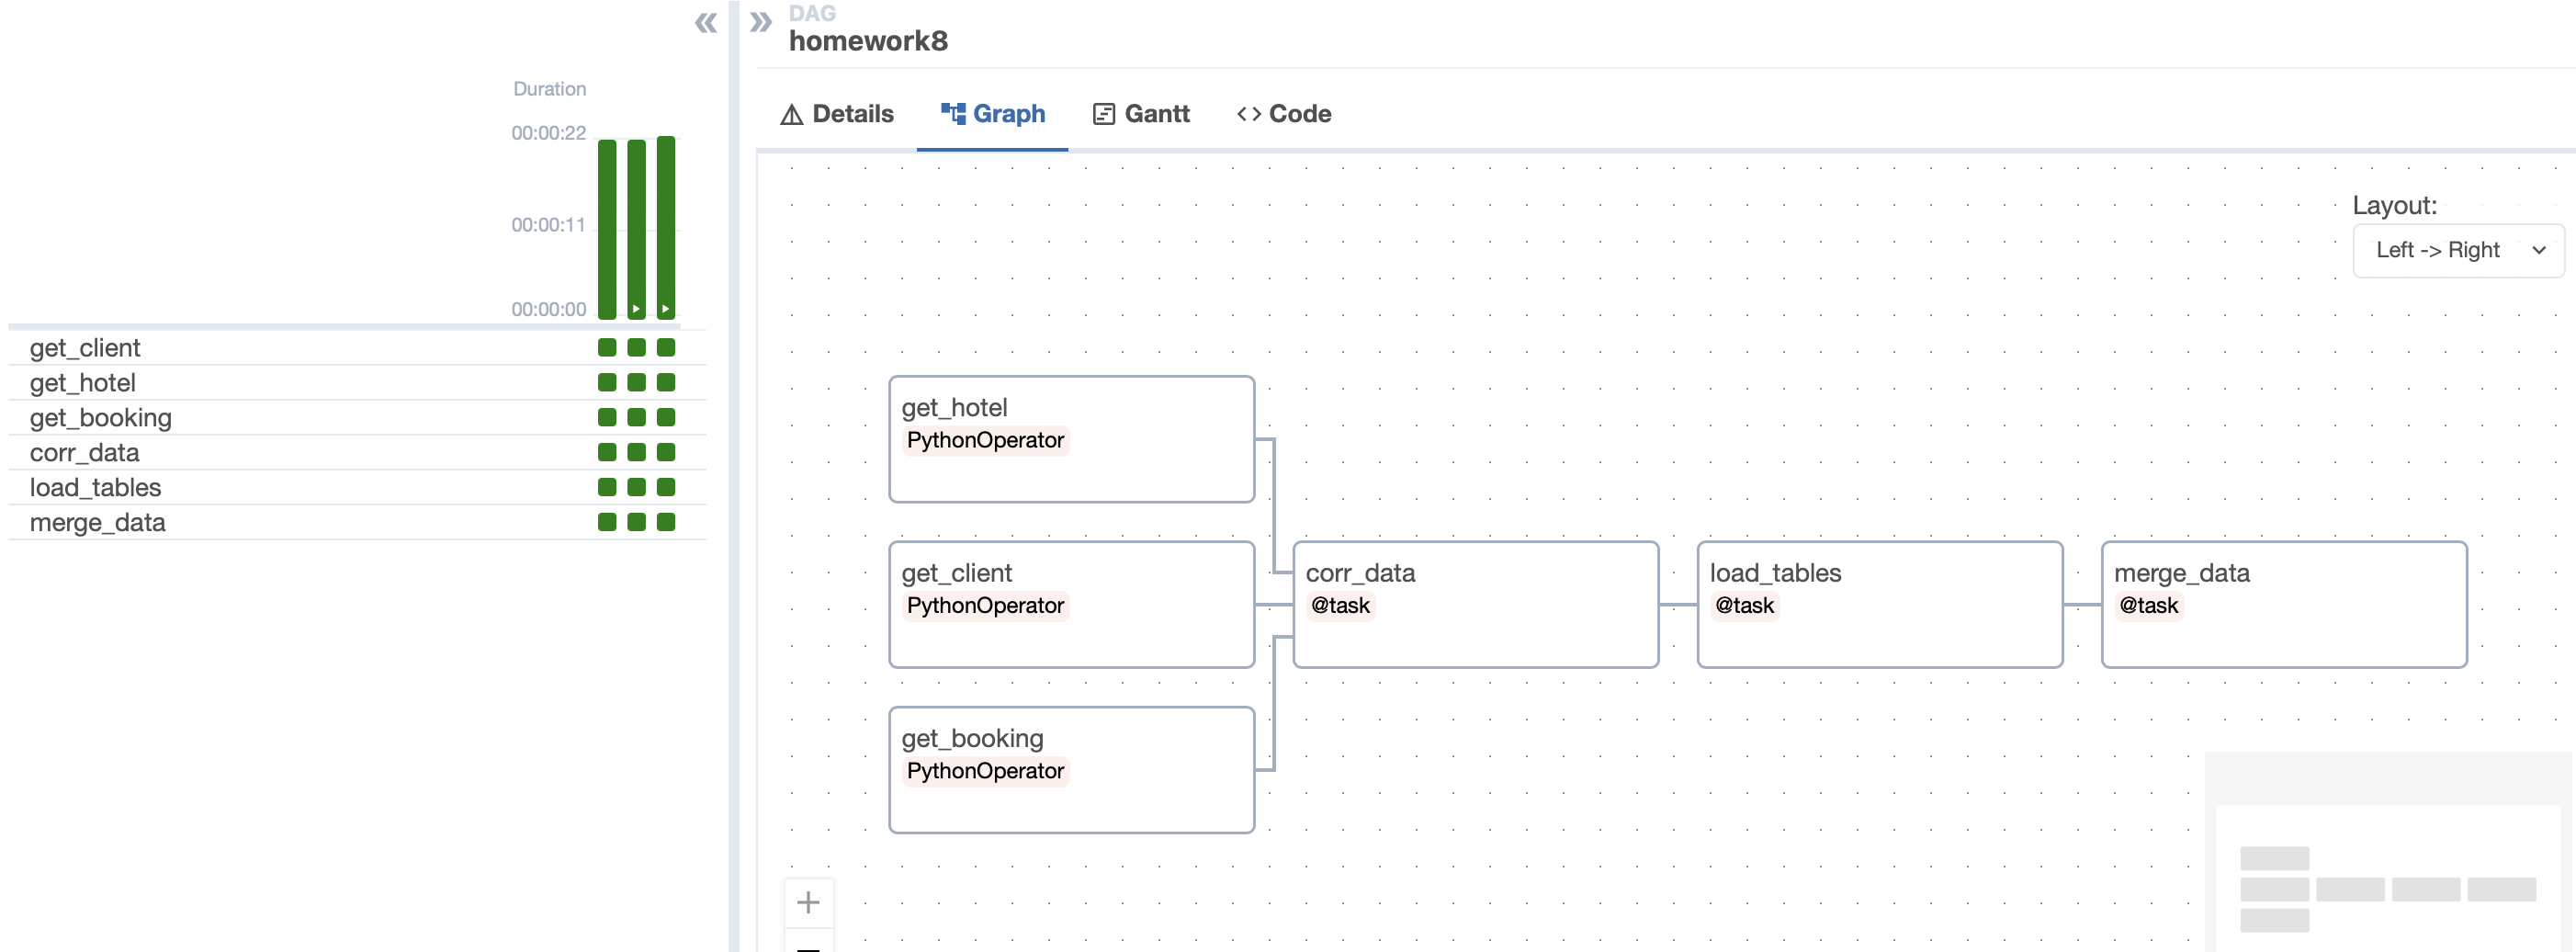 Duration
00:00:22
00:00:11
00:00:00
get_client
get_hotel
get_booking
corr_data
load_tables
merge_data
DAG
homework8
Details
Graph
Gantt
Code
Layout:
Left -> Right
get_hotel
PythonOperator
get_client
PythonOperator
get_booking
PythonOperator
corr_data
@task
load_tables
@task
merge_data
@task